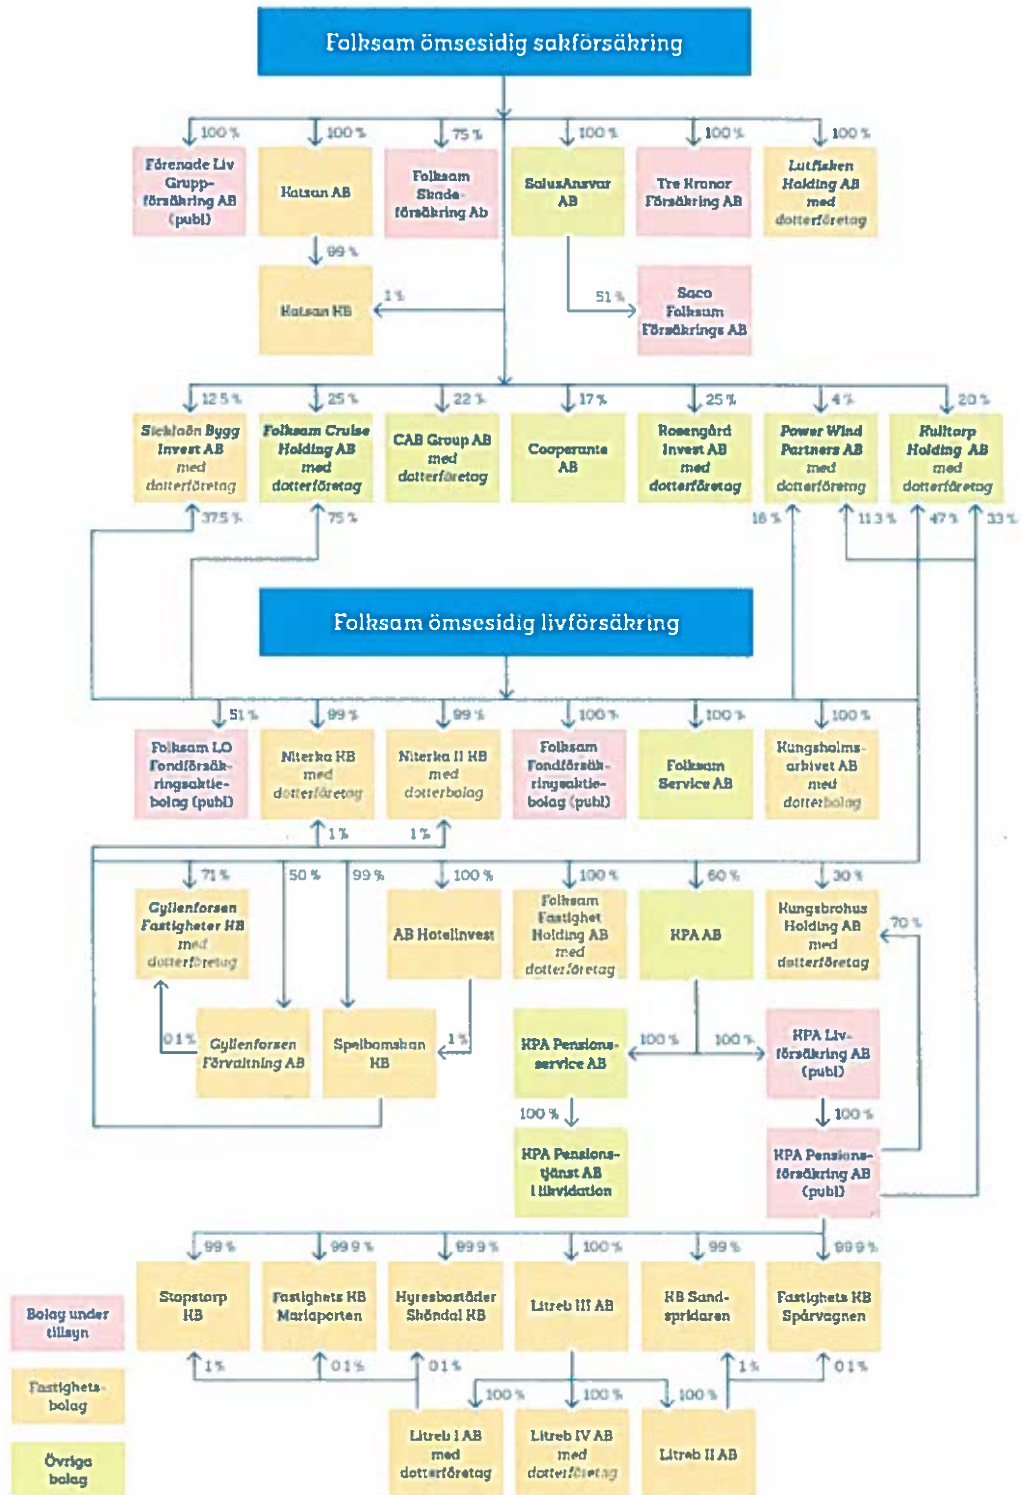 Folksam ömsesidig sakförsäkring
100 %
100 %
75 %
100 %
100 %
100 %
Förenade Liv
Grupp-
försäkring AB
(publ)
Katsan AB
Folksam
Skade-
försäkring Ab
SalusAnsvar
AB
Tre Kronor
Försäkring AB
Lutfisken
Holding AB
med
dotterföretag
99 %
Katsan KB
1 %
51 %
Saco
Folksam
Försäkrings AB
12 5 %
25 %
22 %
17 %
25 %
4 %
20 %
Sicklaön Bygg
Invest AB
med
dotterföretag
Folksam Cruise
Holding AB
med
dotterföretag
CAB Group AB
med
dotterföretag
Cooperante
AB
Rosengård
Invest AB
med
dotterföretag
Power Wind
Partners AB
med
dotterföretag
Kulltorp
Holding AB
med
dotterföretag
37 5 %
75 %
16 %
11 3 %
47 %
33 %
Folksam ömsesidig livförsäkring
51 %
99 %
99 %
100 %
100 %
100 %
Folksam LO
Fondförsäk-
ringsaktie-
bolag (publ)
Niterka KB
med
dotterföretag
Niterka II KB
med
dotterbolag
Folksam
Fondförsäk-
ringsaktie-
bolag (publ)
Folksam
Service AB
Kungsholms-
arkivet AB
med
dotterbolag
1 %
1 %
71 %
50 %
99 %
100 %
100 %
60 %
30 %
Gyllenforsen
Fastigheter KB
med
dotterföretag
AB Hotellinvest
Folksam
Fastighet
Holding AB
med
dotterföretag
KPA AB
Kungsbrohus
Holding AB
med
dotterföretag
70 %
0 1 %
Gyllenforsen
Förvaltning AB
Spelbomskan
KB
1 %
KPA Pensions-
service AB
100 %
100 %
KPA Liv-
försäkring AB
(publ)
100 %
100 %
KPA Pensions-
tjänst AB
i likvidation
KPA Pensions-
försäkring AB
(publ)
99 %
99 9 %
99 9 %
100 %
99 %
99 9 %
Stapstorp
KB
Fastighets KB
Mariaporten
Hyresbostäder
Sköndal KB
Litreb III AB
KB Sand-
spridaren
Fastighets KB
Spårvagnen
1 %
0 1 %
0 1 %
1 %
0 1 %
100 %
100 %
100 %
Litreb I AB
med
dotterföretag
Litreb IV AB
med
dotterföretag
Litreb II AB
Bolag under
tillsyn
Fastighets-
bolag
Övriga
bolag